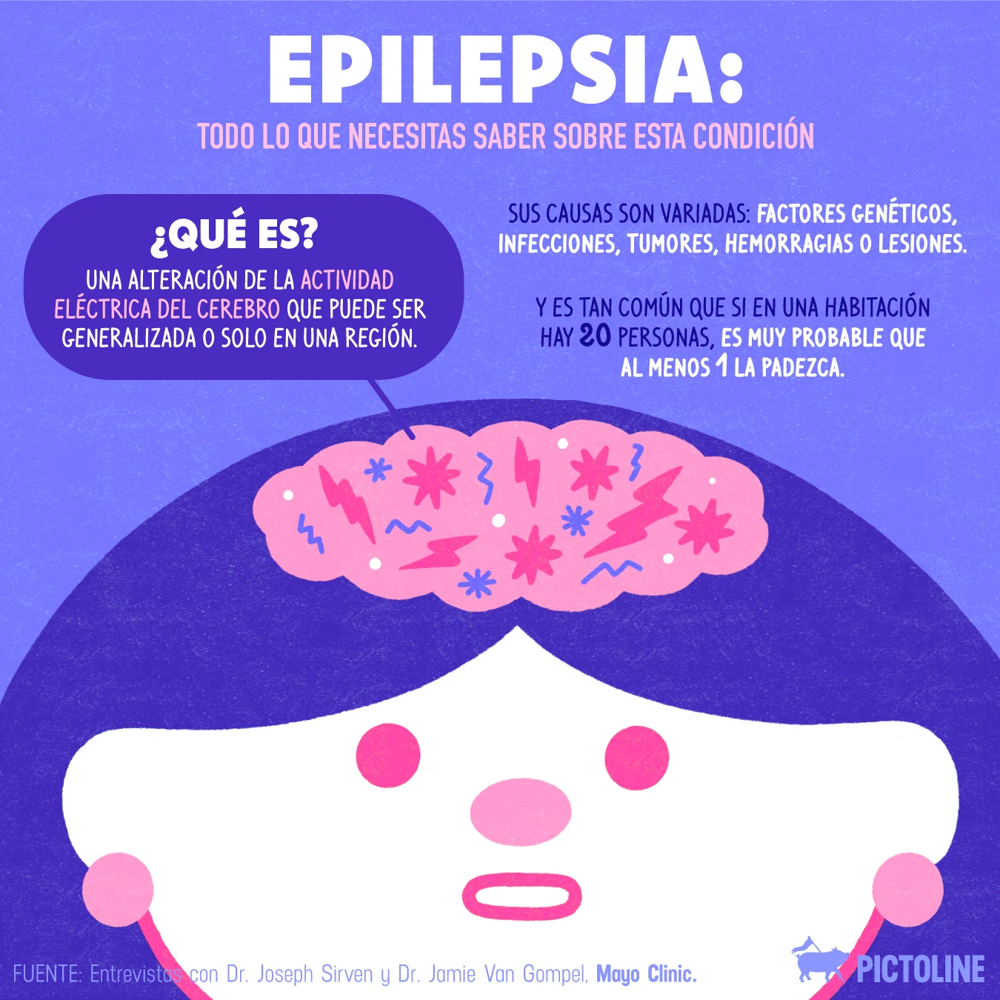 EPILEPSIA:
TODO LO QUE NECESITAS SABER SOBRE ESTA CONDICIÓN
¿QUÉ ES?
UNA ALTERACIÓN DE LA ACTIVIDAD
ELÉCTRICA DEL CEREBRO QUE PUEDE SER
GENERALIZADA O SOLO EN UNA REGIÓN.
SUS CAUSAS SON VARIADAS: FACTORES GENÉTICOS,
INFECCIONES, TUMORES, HEMORRAGIAS O LESIONES.
Y ES TAN COMÚN QUE SI EN UNA HABITACIÓN
HAY 20 PERSONAS, ES MUY PROBABLE QUE
AL MENOS 1 LA PADEZCA.
FUENTE: Entrevistas con Dr. Joseph Sirven y Dr. Jamie Van Gompel, Mayo Clinic.
PICTOLINE